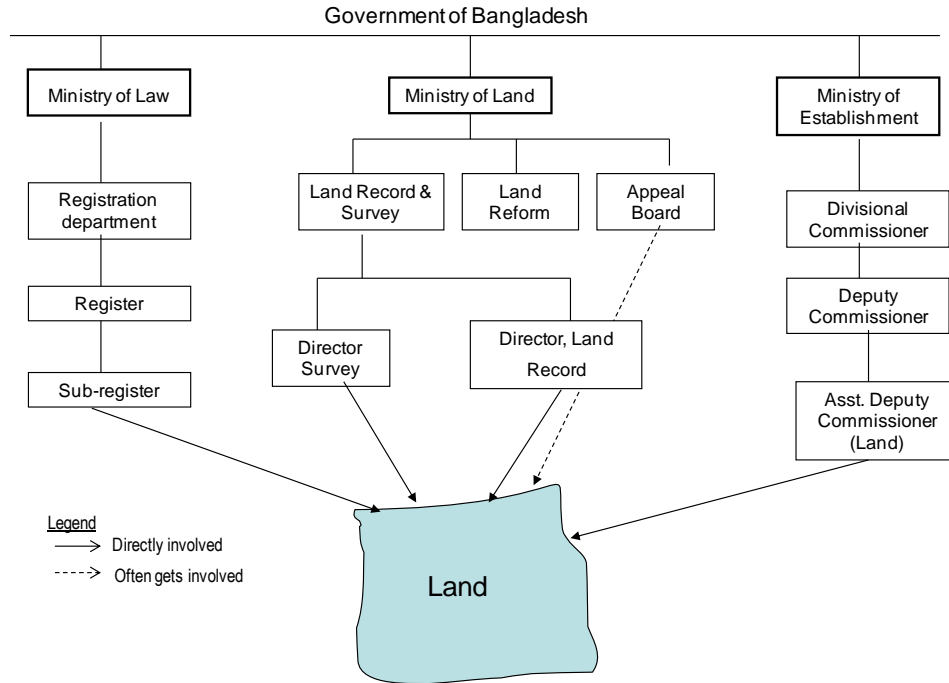 Government of Bangladesh
Ministry of Law
Ministry of Land
Ministry of
Establishment
Registration
department
Land Record &
Survey
Land
Reform
Appeal
Board
Divisional
Commissioner
Register
Deputy
Commissioner
Director
Survey
Director, Land
Record
Sub-register
Asst. Deputy
Commissioner
(Land)
Legend
Directly involved
Often gets involved
Land